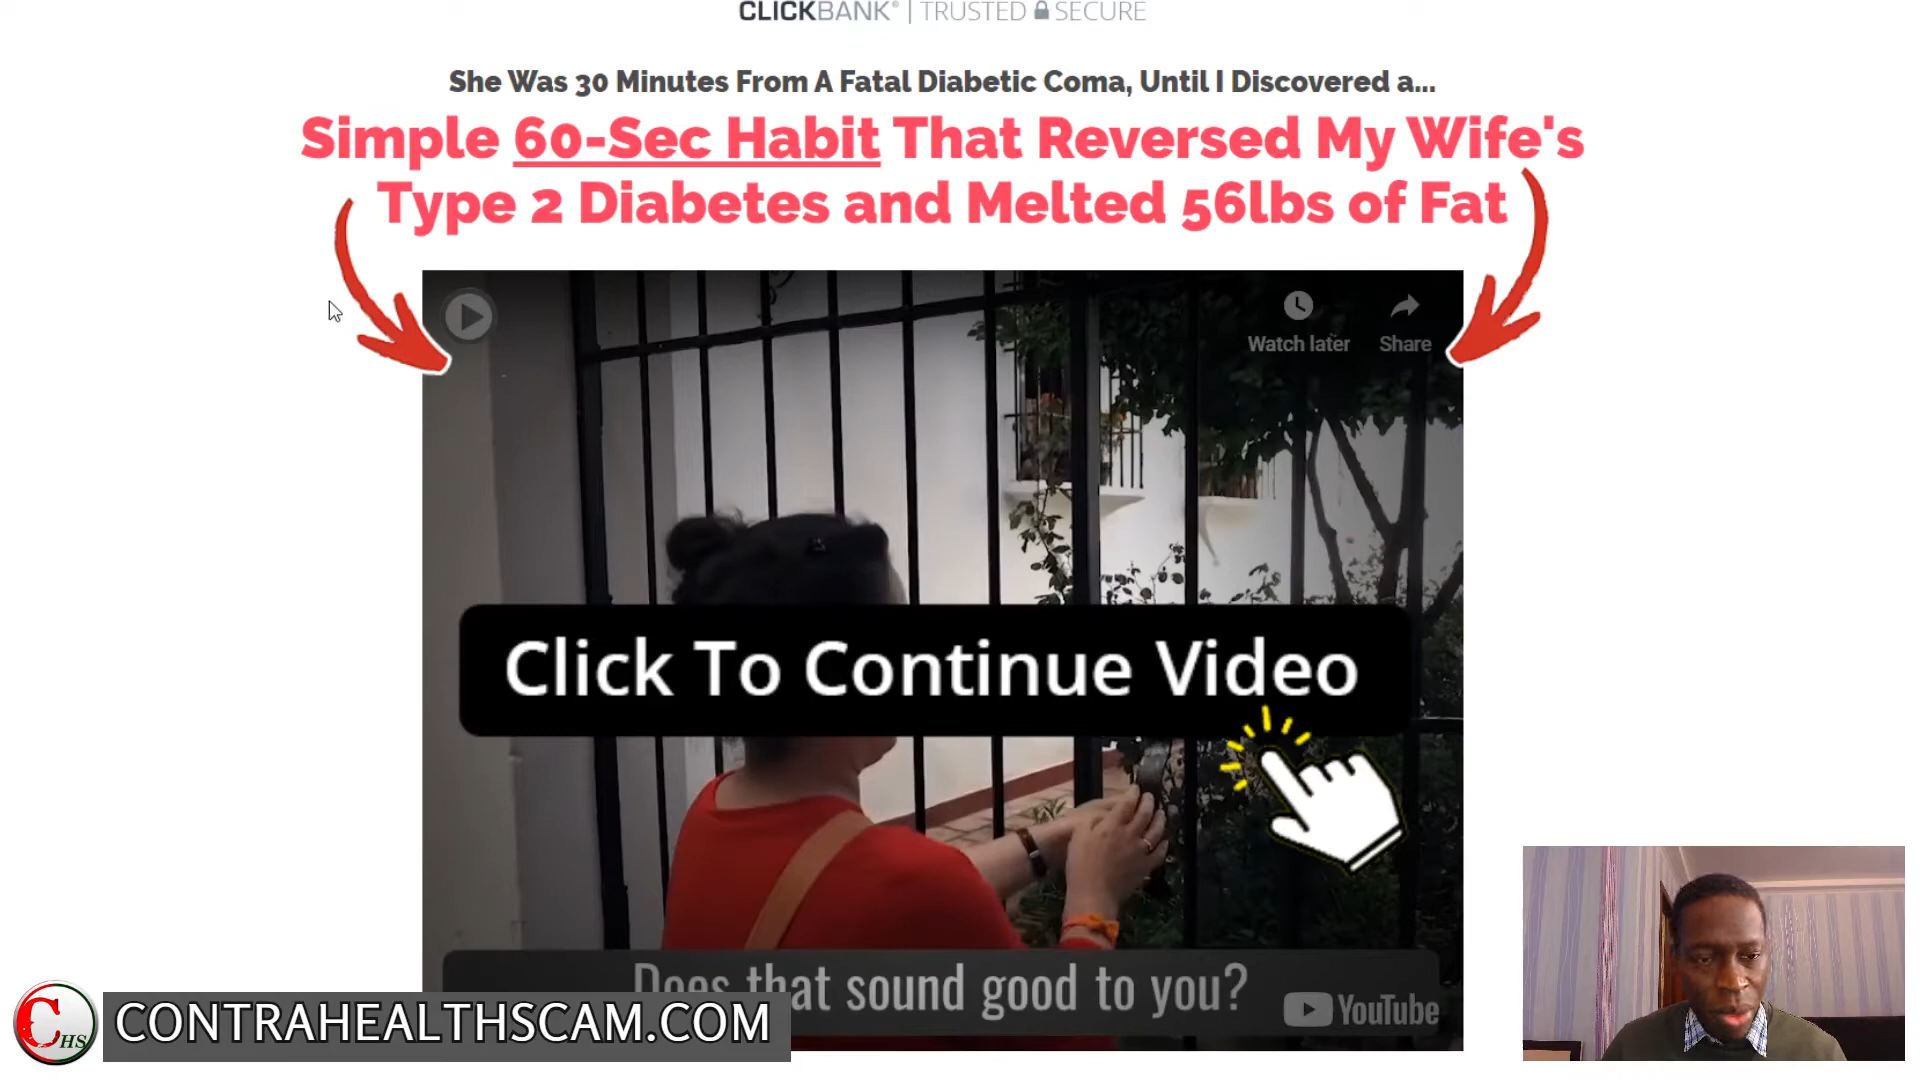 CLICKBANK® | TRUSTED SECURE
She Was 30 Minutes From A Fatal Diabetic Coma, Until I Discovered a...
Simple 60-Sec Habit That Reversed My Wife's
Type 2 Diabetes and Melted 56lbs of Fat
Watch later
Share
Click To Continue Video
Does that sound good to you?
YouTube
CHS
CONTRAHEALTHSCAM.COM